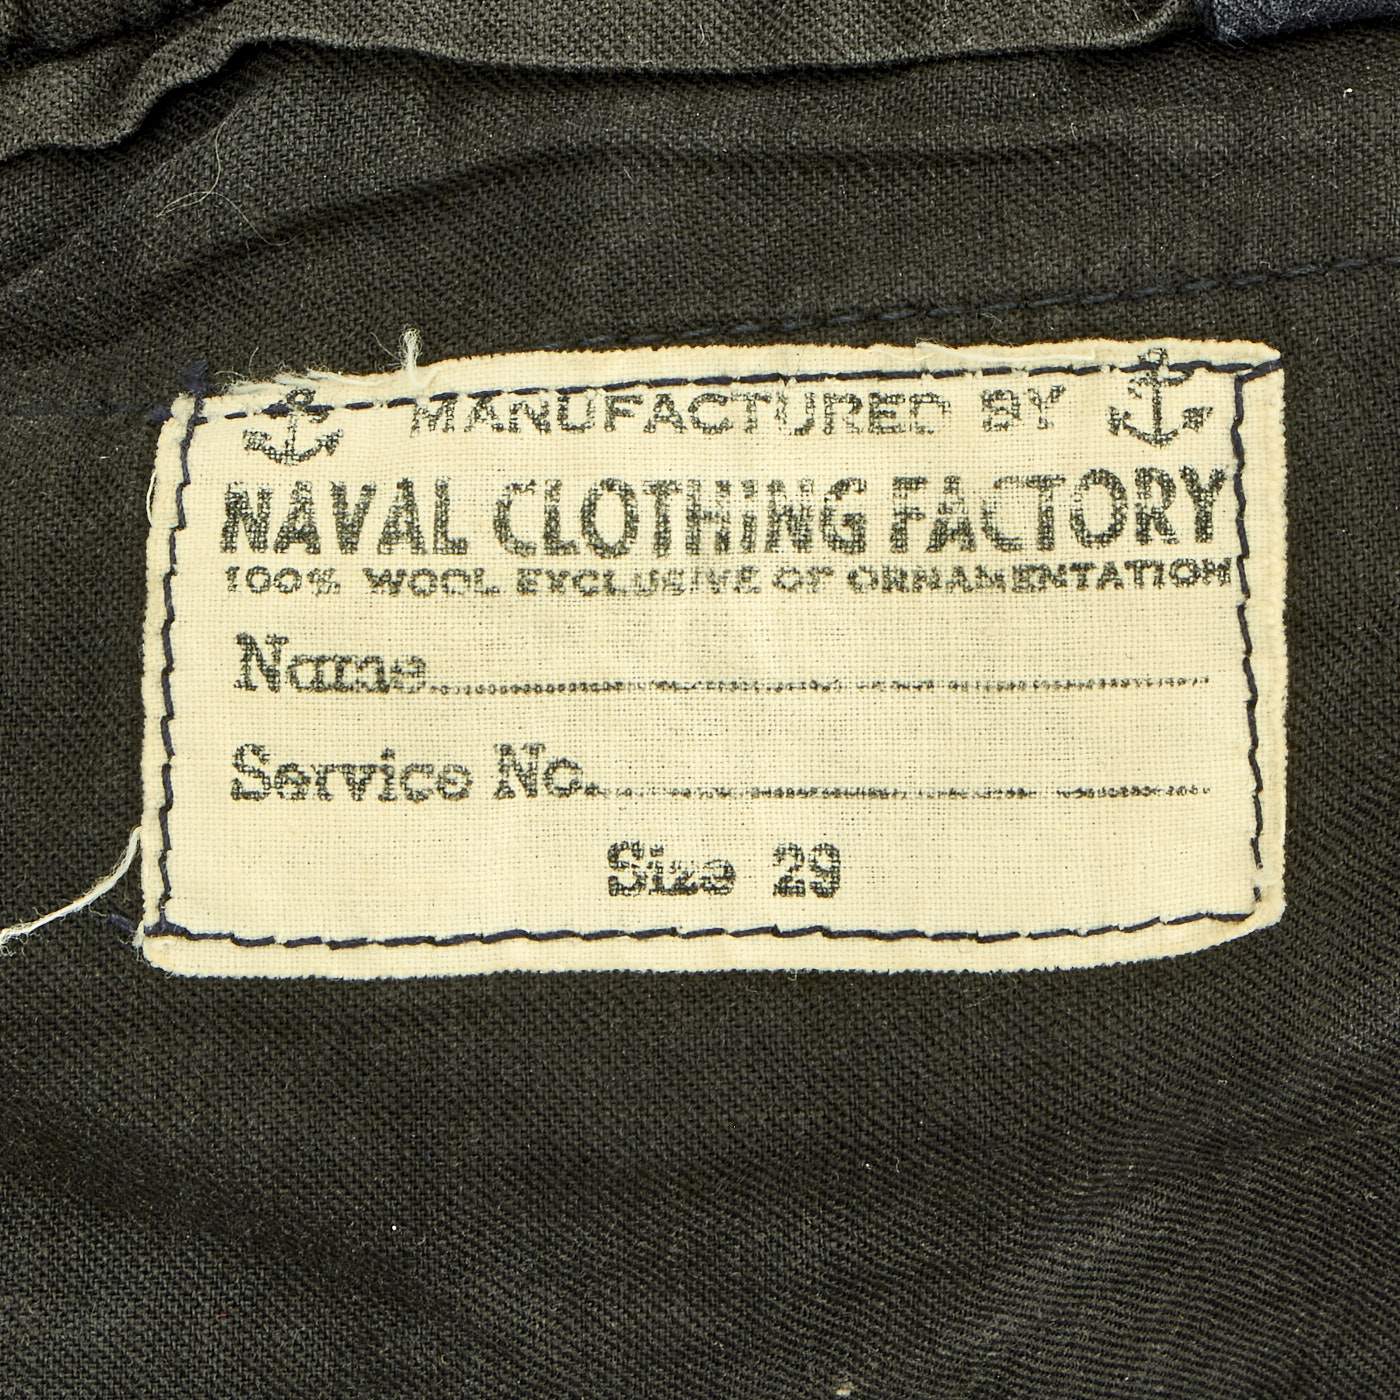 MANUFACTURED BY
NAVAL CLOTHING FACTORY
100% WOOL EXCLUSIVE OF ORNAMENTATION
Name
Service No.
Size 29